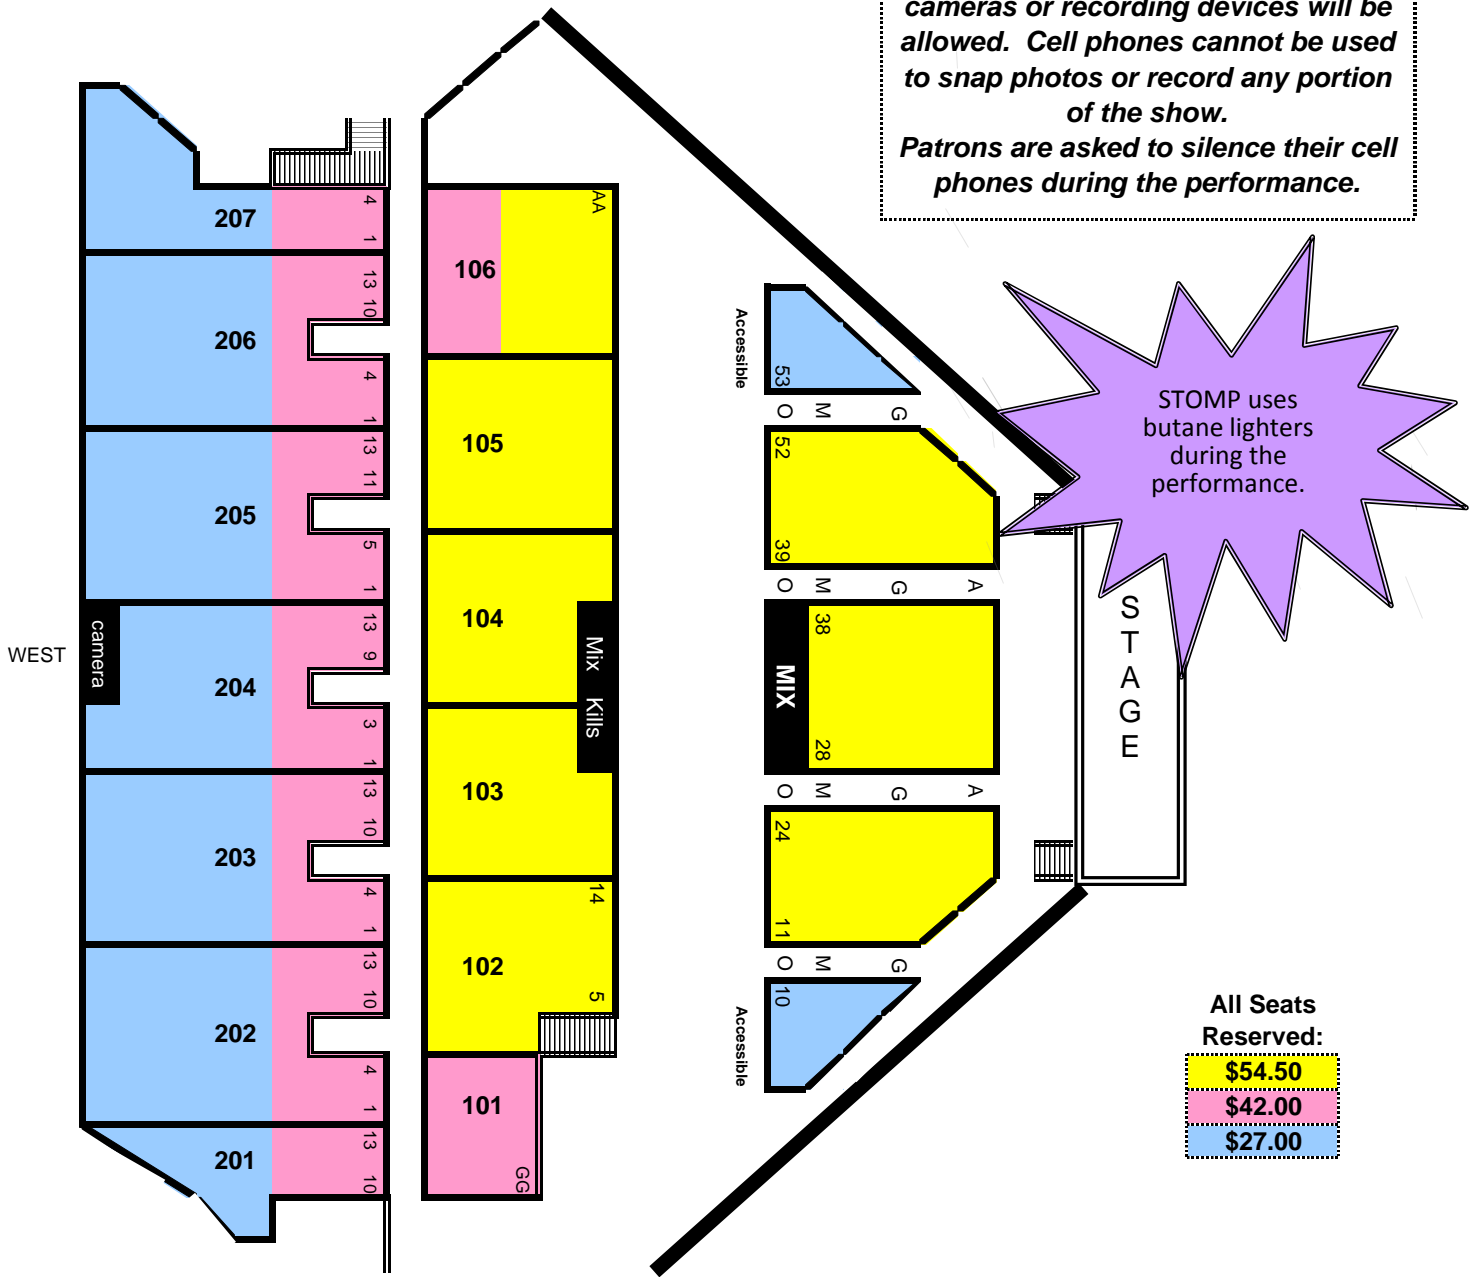 cameras or recording devices will be
allowed.  Cell phones cannot be used
to snap photos or record any portion
of the show.
Patrons are asked to silence their cell
phones during the performance.
STOMP uses
butane lighters
during the
performance.
207
4
1
206
13
10
4
1
205
13
11
5
1
WEST
camera
204
13
9
3
1
203
13
10
4
1
202
13
10
4
1
201
13
10
106
AA
105
104
Mix Kills
103
102
14
5
101
GG
Accessible
53
O M G
52
39
O M G A
38
MIX
28
O M G A
24
11
O M G
10
Accessible
S
T
A
G
E
All Seats
Reserved:
$54.50
$42.00
$27.00